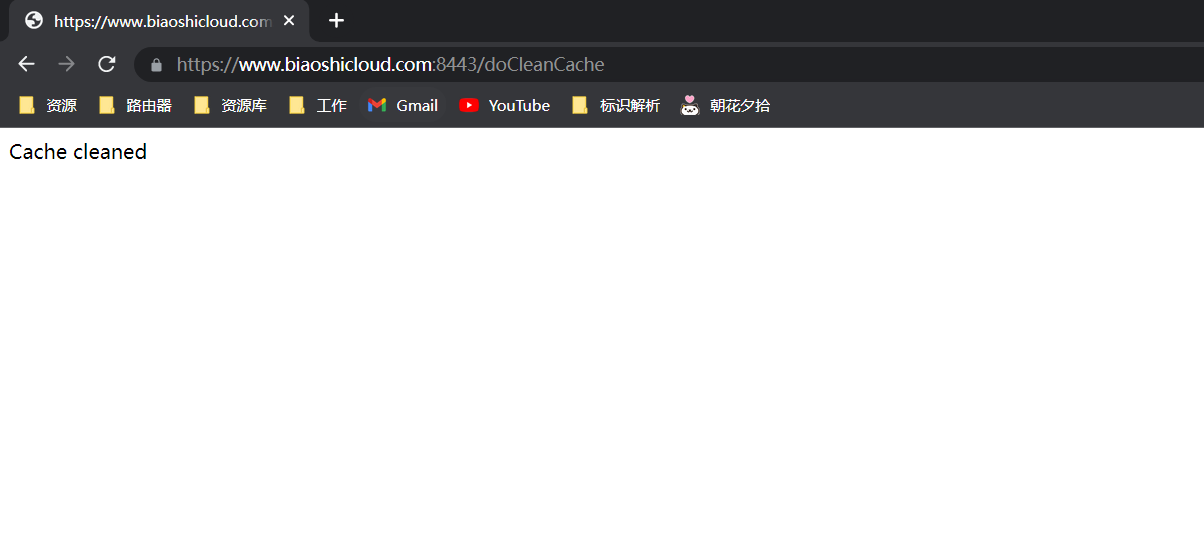 https://www.biaoshicloud.com
https://www.biaoshicloud.com:8443/doCleanCache
资源 路由器 资源库 工作 Gmail YouTube 标识解析 朝花夕拾
Cache cleaned